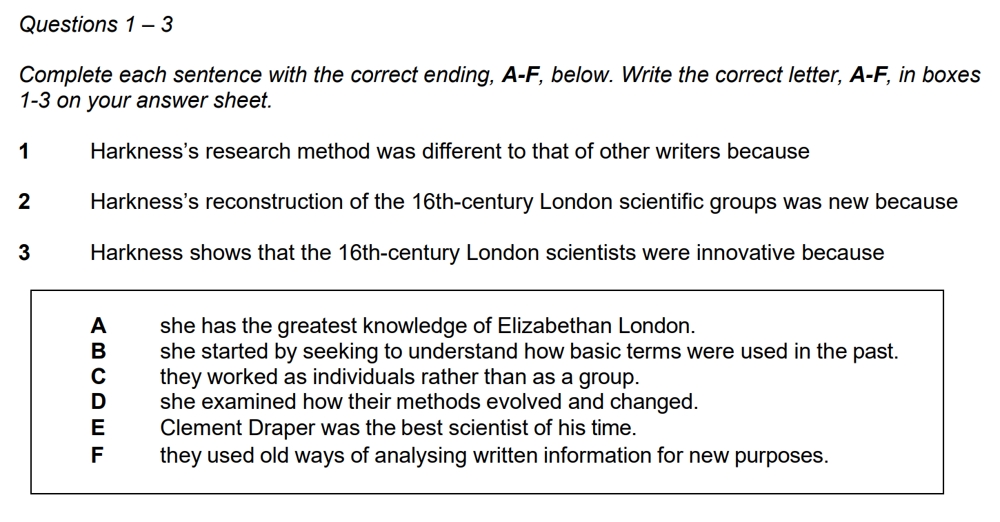 Questions 1 – 3
Complete each sentence with the correct ending, A-F, below. Write the correct letter, A-F, in boxes
1-3 on your answer sheet.
1 Harkness’s research method was different to that of other writers because
2 Harkness’s reconstruction of the 16th-century London scientific groups was new because
3 Harkness shows that the 16th-century London scientists were innovative because
A she has the greatest knowledge of Elizabethan London.
B she started by seeking to understand how basic terms were used in the past.
C they worked as individuals rather than as a group.
D she examined how their methods evolved and changed.
E Clement Draper was the best scientist of his time.
F they used old ways of analysing written information for new purposes.